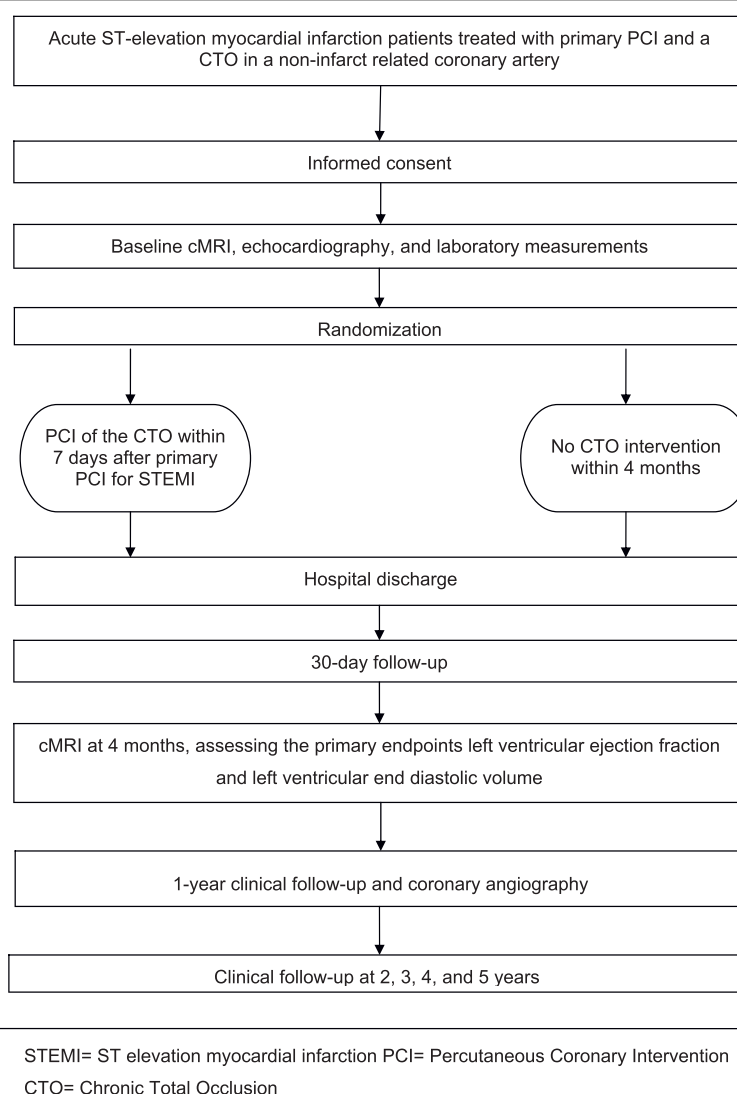 Acute ST-elevation myocardial infarction patients treated with primary PCI and a
CTO in a non-infarct related coronary artery
Informed consent
Baseline cMRI, echocardiography, and laboratory measurements
Randomization
PCI of the CTO within
7 days after primary
PCI for STEMI
No CTO intervention
within 4 months
Hospital discharge
30-day follow-up
cMRI at 4 months, assessing the primary endpoints left ventricular ejection fraction
and left ventricular end diastolic volume
1-year clinical follow-up and coronary angiography
Clinical follow-up at 2, 3, 4, and 5 years
STEMI= ST elevation myocardial infarction PCI= Percutaneous Coronary Intervention
CTO= Chronic Total Occlusion